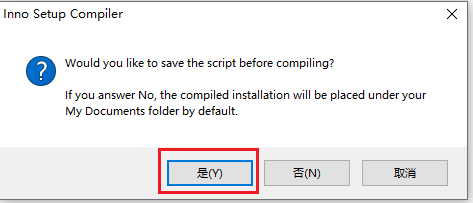 Inno Setup Compiler
Would you like to save the script before compiling?
If you answer No, the compiled installation will be placed under your
My Documents folder by default.
是(Y)
否(N)
取消